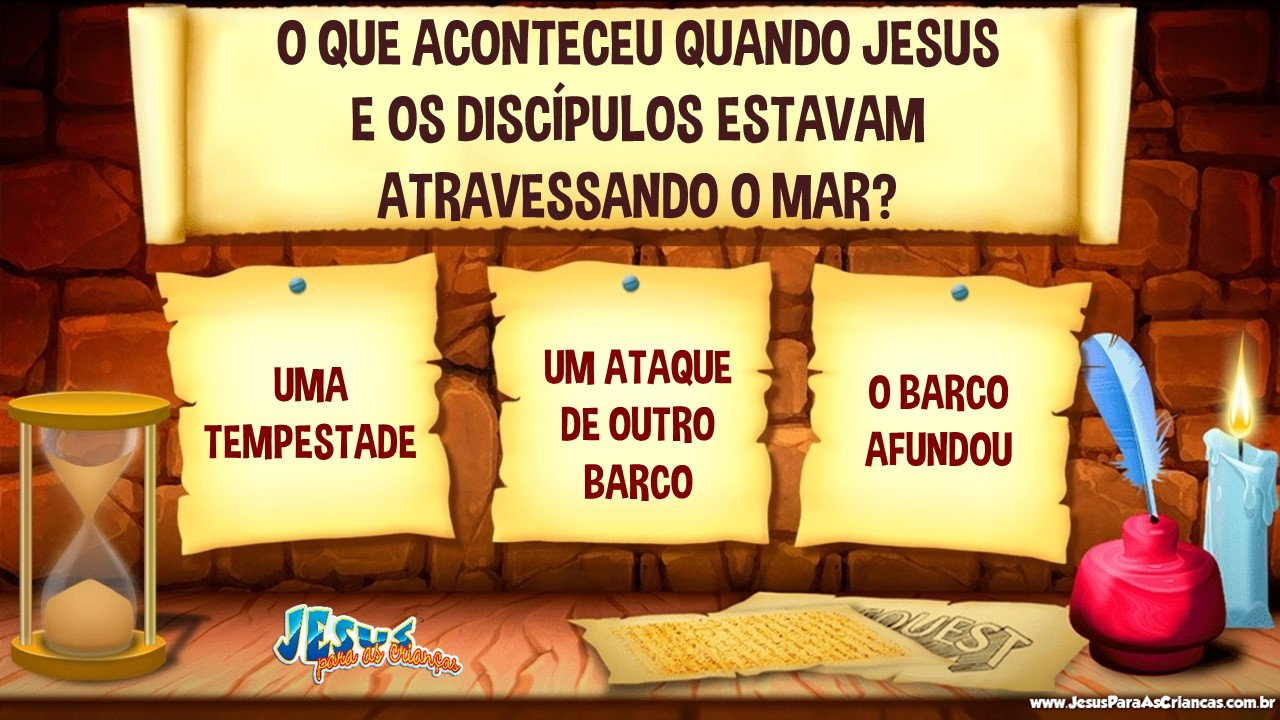 O QUE ACONTECEU QUANDO JESUS
E OS DISCÍPULOS ESTAVAM
ATRAVESSANDO O MAR?
UMA
TEMPESTADE
UM ATAQUE
DE OUTRO
BARCO
O BARCO
AFUNDOU
JESUS
para as crianças
QUEST
www.JesusParaAsCriancas.com.br